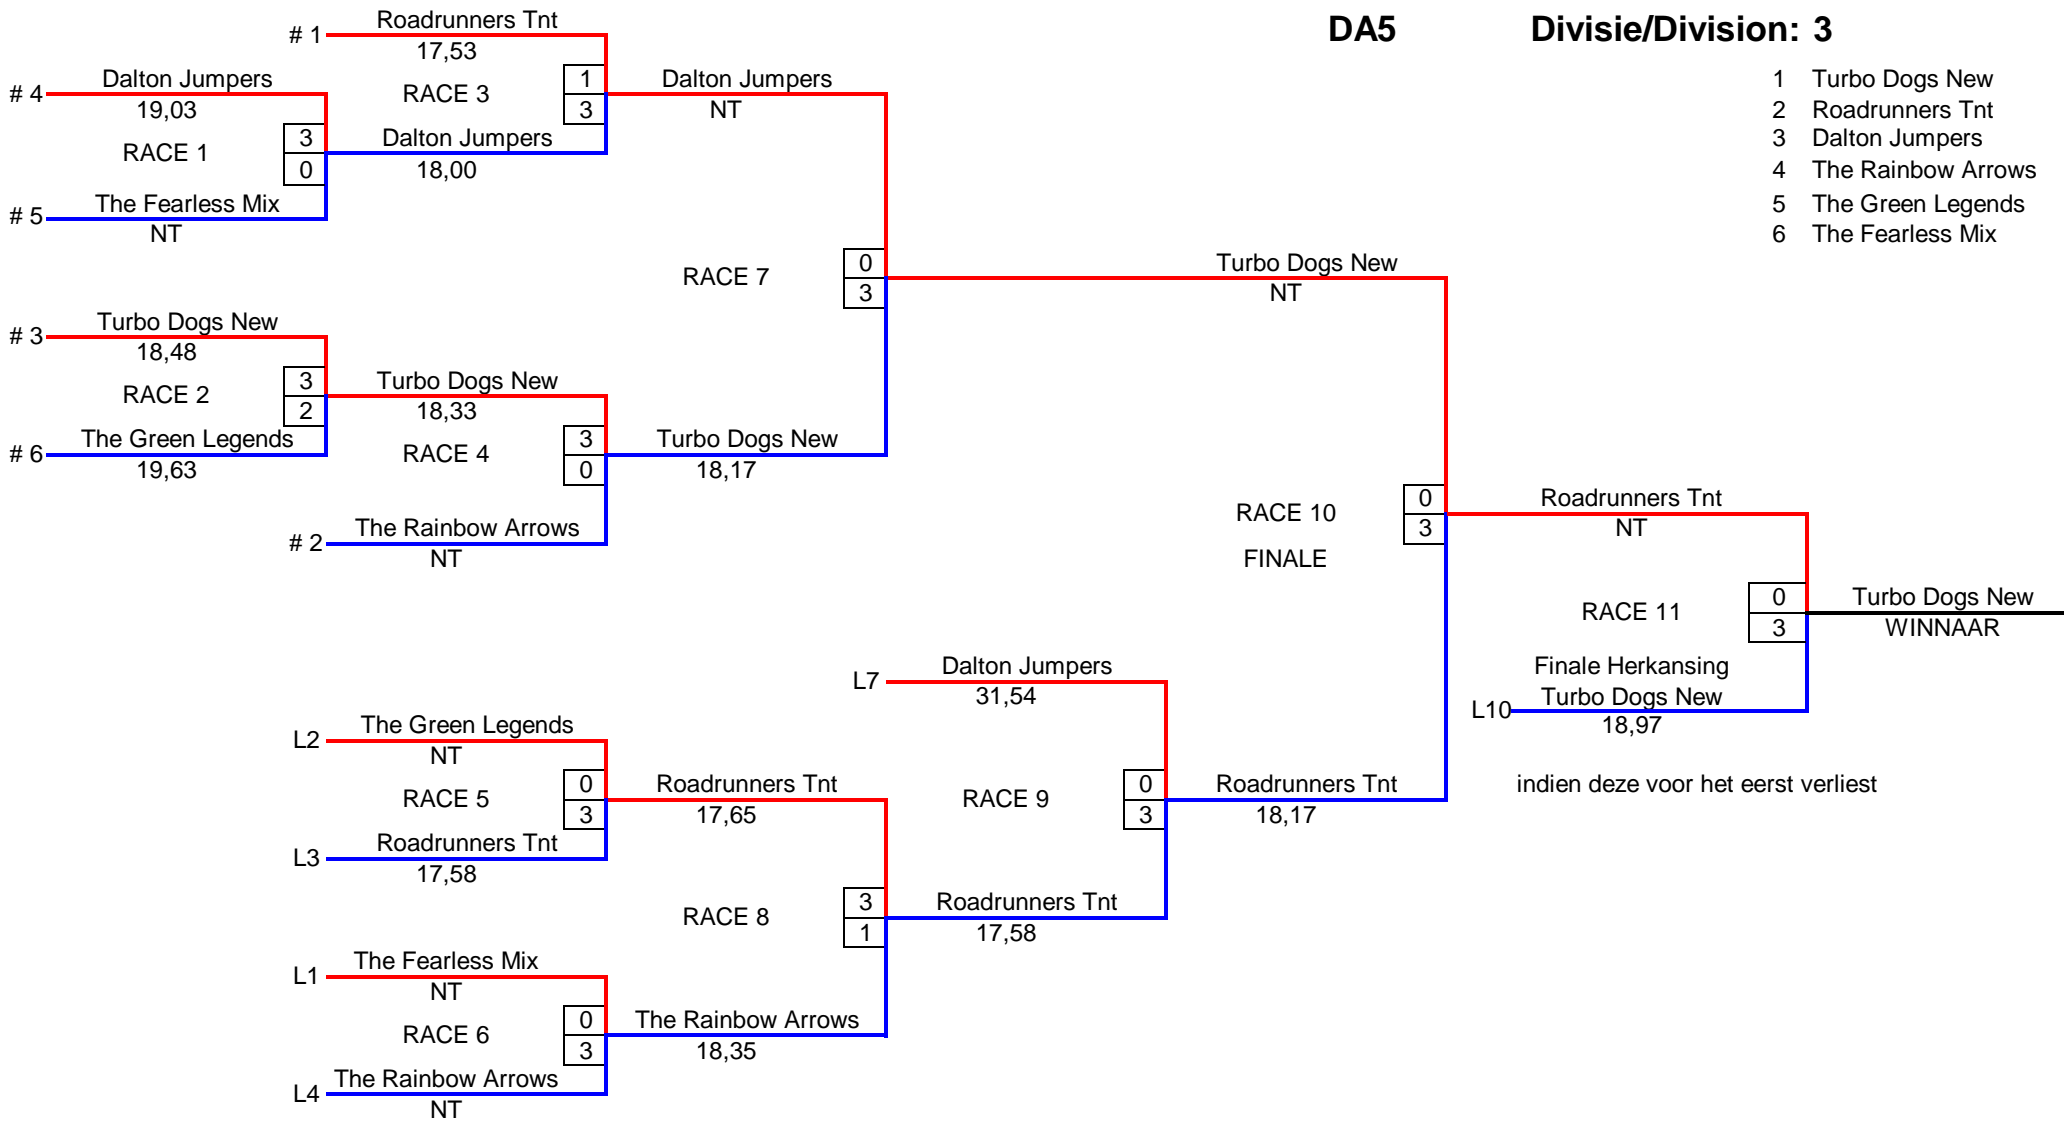 DA5 Divisie/Division: 3
1 Turbo Dogs New
2 Roadrunners Tnt
3 Dalton Jumpers
4 The Rainbow Arrows
5 The Green Legends
6 The Fearless Mix
# 1 Roadrunners Tnt
17,53
# 4 Dalton Jumpers
19,03
RACE 1
3
0
# 5 The Fearless Mix
NT
RACE 3
1
3
Dalton Jumpers
18,00
Dalton Jumpers
NT
# 3 Turbo Dogs New
18,48
RACE 2
3
2
# 6 The Green Legends
19,63
Turbo Dogs New
18,33
RACE 4
3
0
# 2 The Rainbow Arrows
NT
Turbo Dogs New
18,17
RACE 7
0
3
Turbo Dogs New
NT
RACE 10
FINALE
0
3
Roadrunners Tnt
NT
RACE 11
0
3
Turbo Dogs New
WINNAAR
Finale Herkansing
L10 Turbo Dogs New
18,97
indien deze voor het eerst verliest
L7 Dalton Jumpers
31,54
RACE 9
0
3
Roadrunners Tnt
18,17
L2 The Green Legends
NT
RACE 5
0
3
L3 Roadrunners Tnt
17,58
Roadrunners Tnt
17,65
RACE 8
3
1
Roadrunners Tnt
17,58
L1 The Fearless Mix
NT
RACE 6
0
3
L4 The Rainbow Arrows
NT
The Rainbow Arrows
18,35